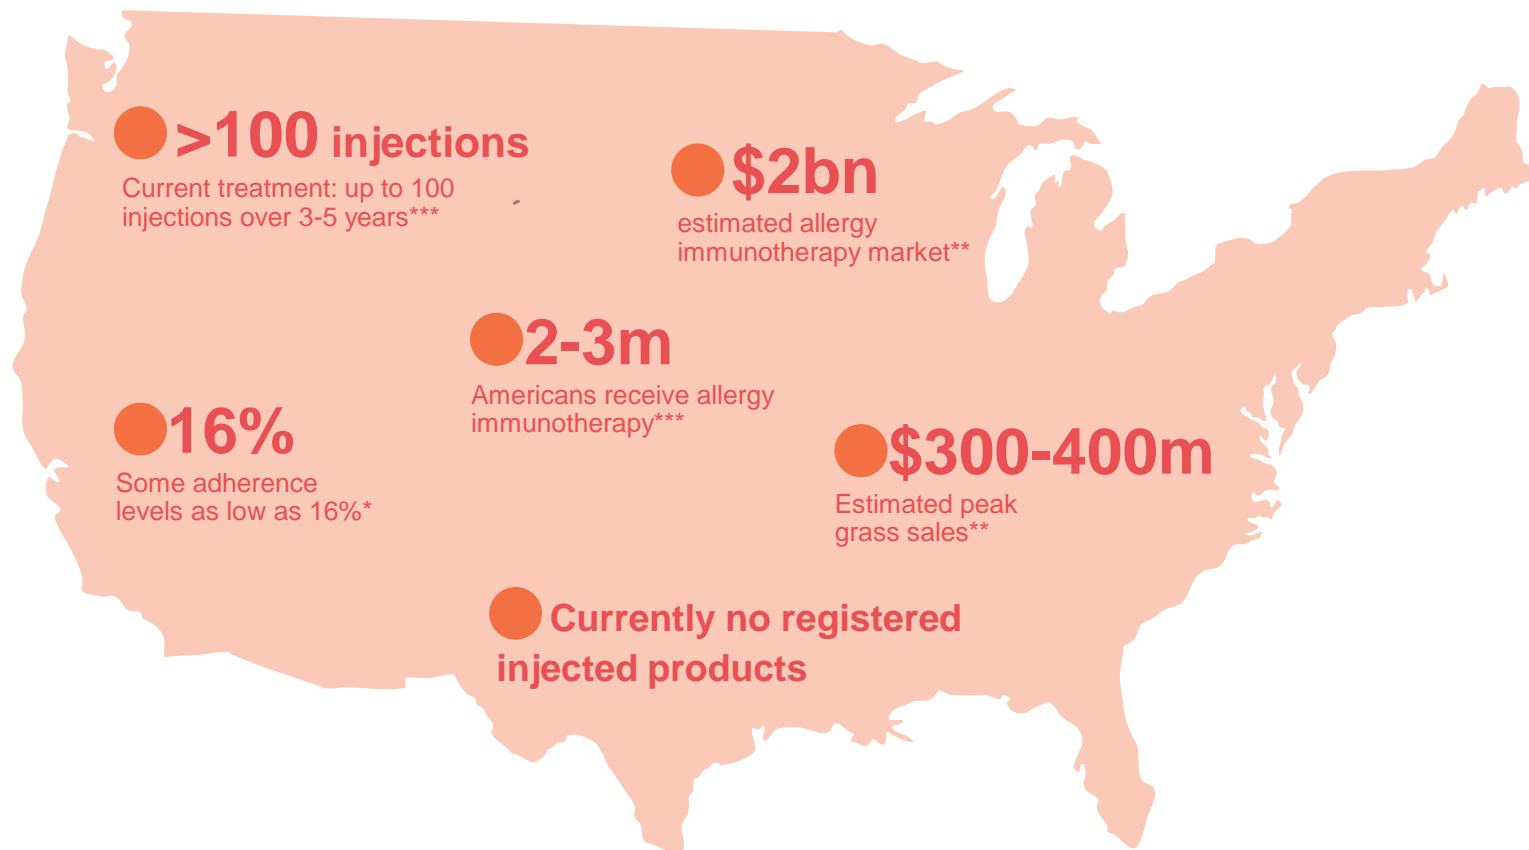 >100 injections
Current treatment: up to 100
injections over 3-5 years***
$2bn
estimated allergy
immunotherapy market**
2-3m
Americans receive allergy
immunotherapy***
16%
Some adherence
levels as low as 16%*
$300-400m
Estimated peak
grass sales**
Currently no registered
injected products